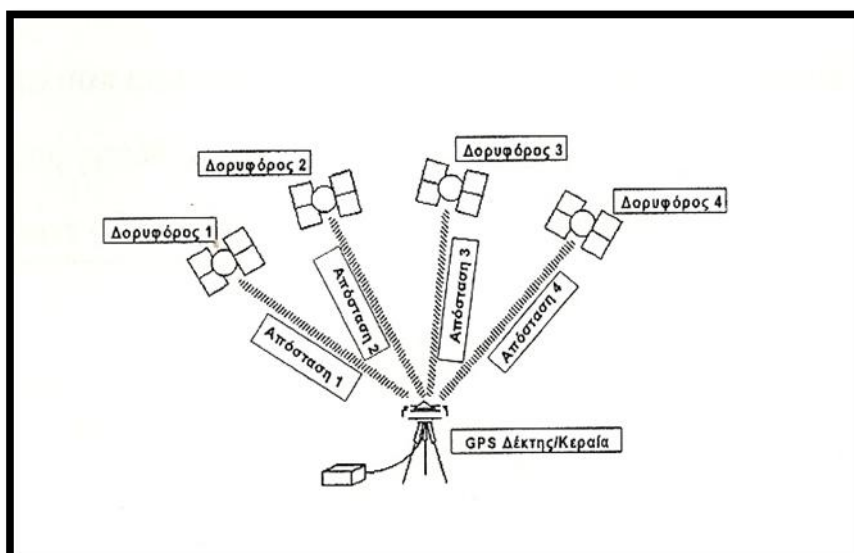 Δορυφόρος 1
Δορυφόρος 2
Δορυφόρος 3
Δορυφόρος 4
Απόσταση 1
Απόσταση 2
Απόσταση 3
Απόσταση 4
GPS Δέκτης/Κεραία